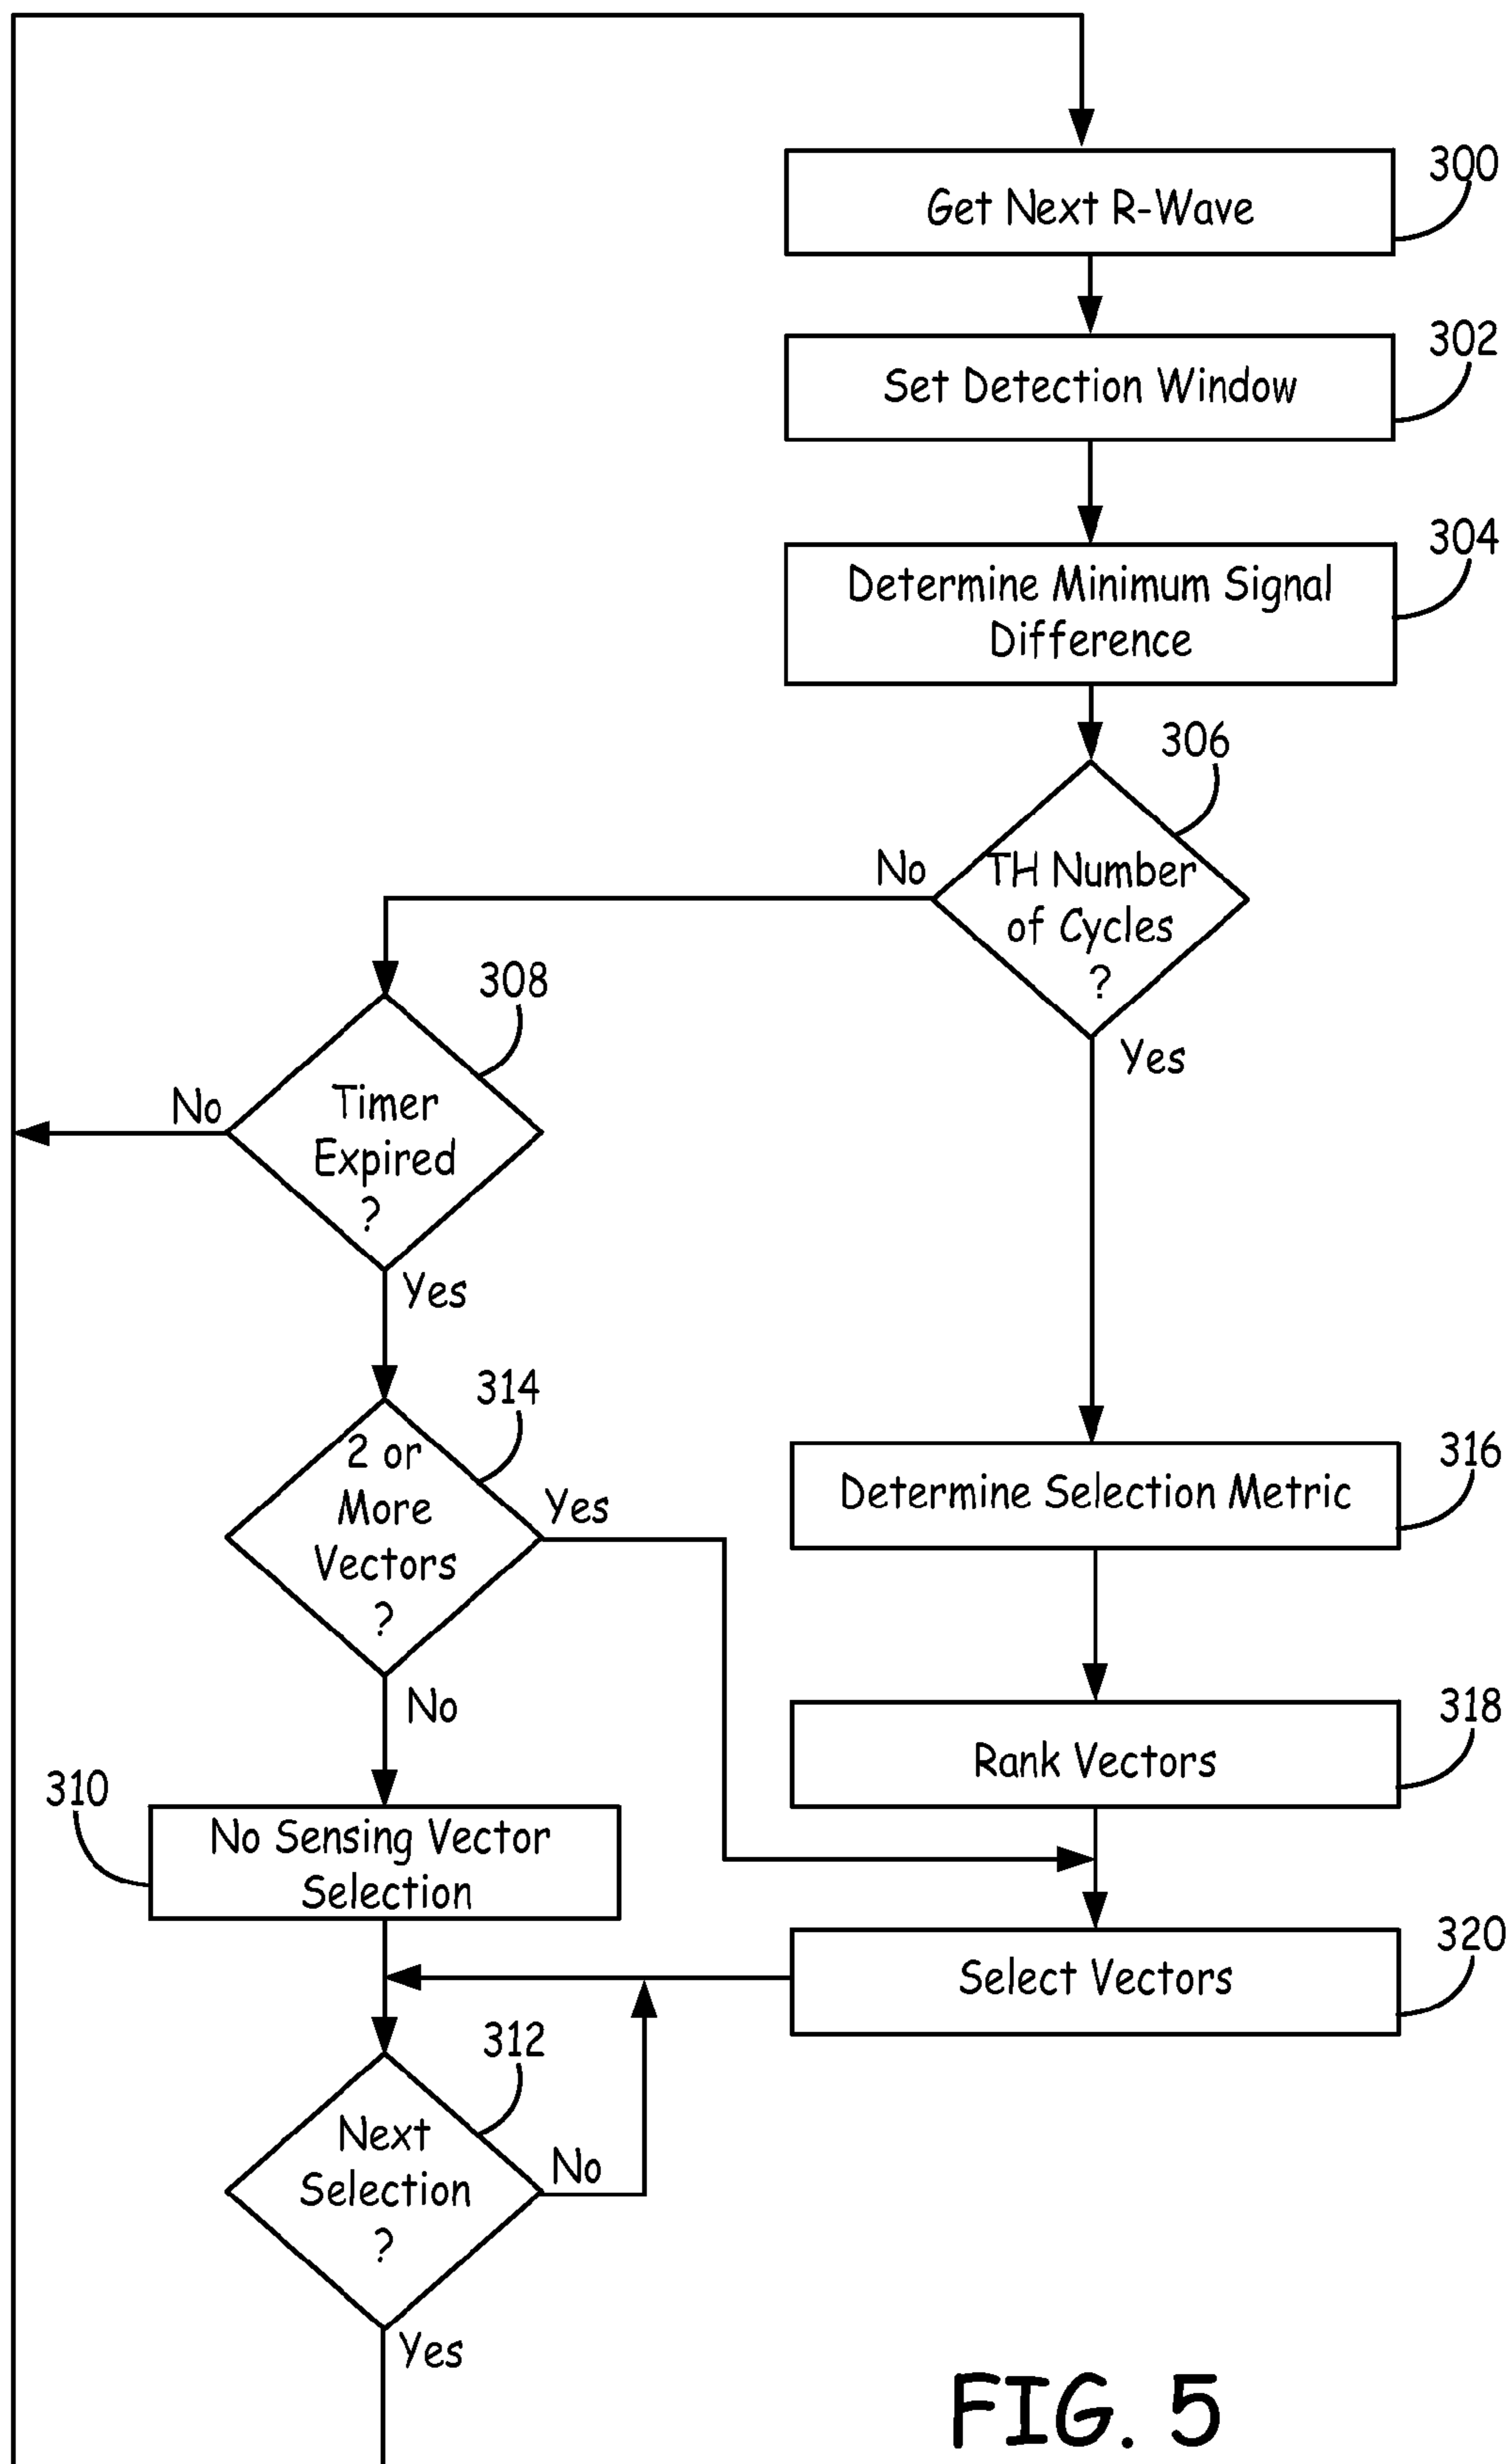 300
Get Next R-Wave
302
Set Detection Window
304
Determine Minimum Signal
Difference
306
No
TH Number
of Cycles
?
Yes
308
No
Timer
Expired
?
Yes
314
2 or
More
Vectors
?
Yes
No
316
Determine Selection Metric
318
Rank Vectors
310
No Sensing Vector
Selection
320
Select Vectors
312
Next
Selection
?
No
Yes
FIG. 5